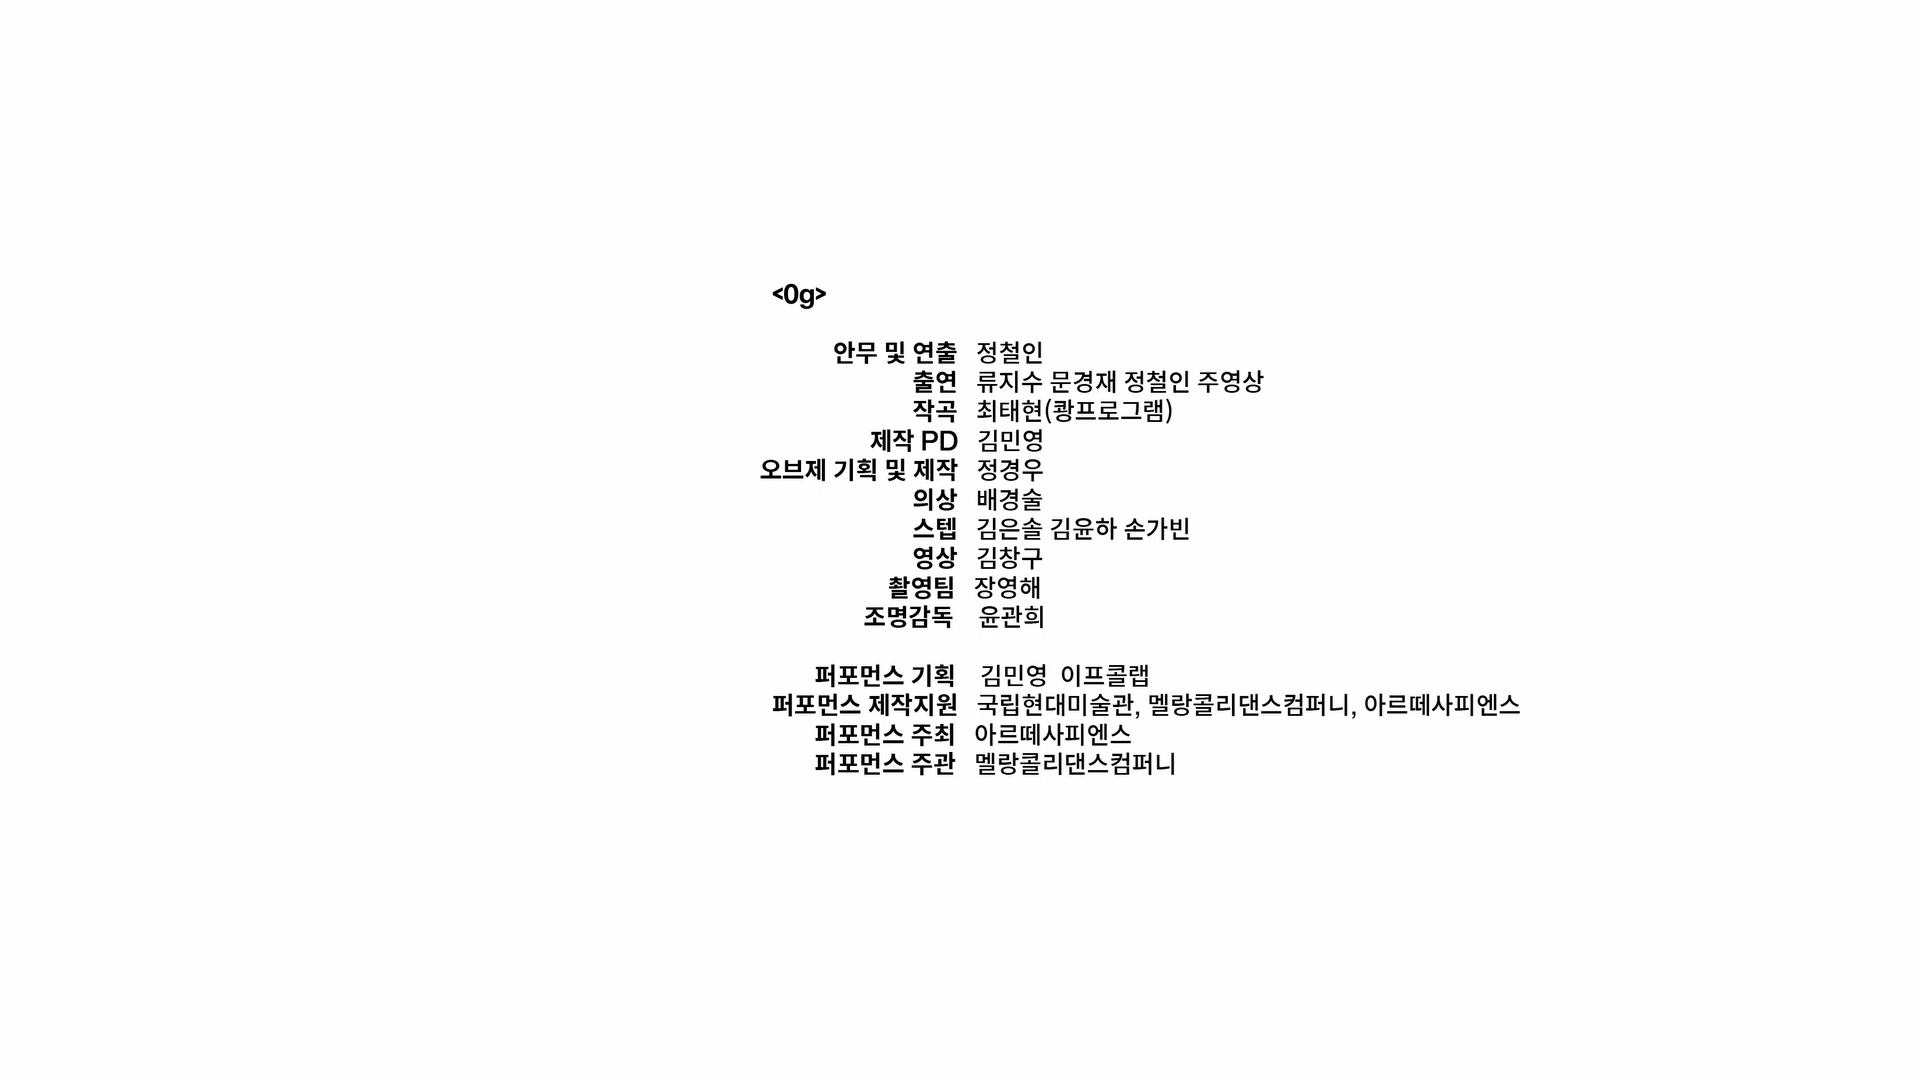 <0g>
안무 및 연출 정철인
출연 류지수 문경재 정철인 주영상
작곡 최태현(쾅프로그램)
제작 PD 김민영
오브제 기획 및 제작 정경우
의상 배경술
스텝 김은솔 김윤하 손가빈
영상 김창구
촬영팀 장영해
조명감독 윤관희
퍼포먼스 기획 김민영 이프콜랩
퍼포먼스 제작지원 국립현대미술관, 멜랑콜리댄스컴퍼니, 아르떼사피엔스
퍼포먼스 주최 아르떼사피엔스
퍼포먼스 주관 멜랑콜리댄스컴퍼니